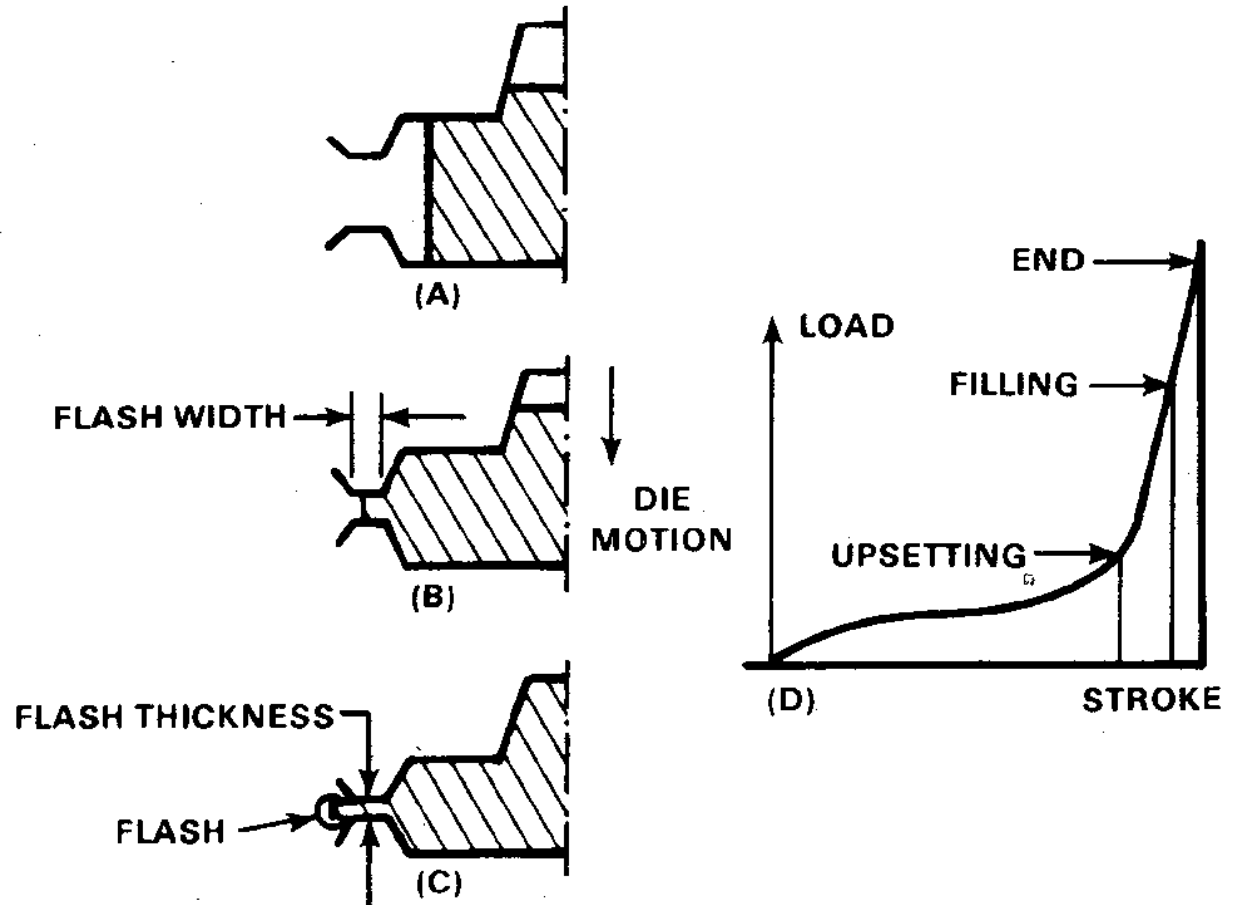 (A)
FLASH WIDTH
DIE
MOTION
(B)
FLASH THICKNESS
FLASH
(C)
END
LOAD
FILLING
UPSETTING
(D)
STROKE